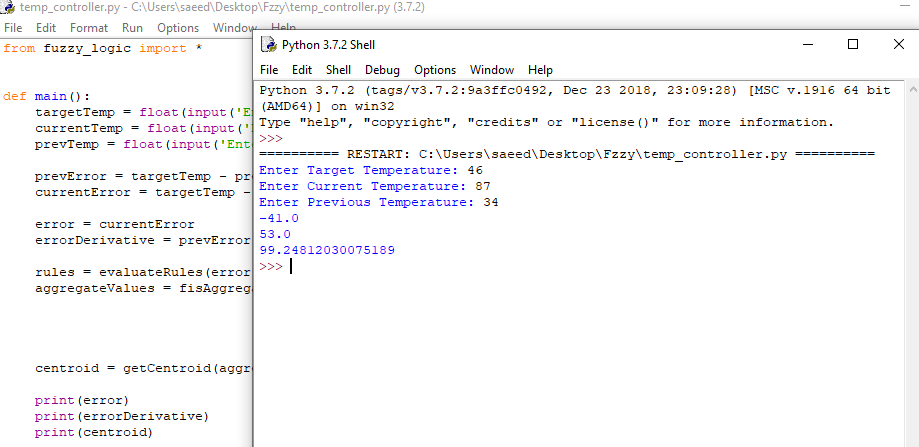 temp_controller.py - C:\Users\saeed\Desktop\Fzzy\temp_controller.py (3.7.2)
File Edit Format Run Options Window Help
from fuzzy_logic import *
def main():
targetTemp = float(input('E
currentTemp = float(input('
prevTemp = float(input('Ente
prevError = targetTemp - pre
currentError = targetTemp -
error = currentError
errorDerivative = prevError
rules = evaluateRules(error
aggregateValues = fisAggreg
centroid = getCentroid(aggr
print(error)
print(errorDerivative)
print(centroid)
Python 3.7.2 Shell
File Edit Shell Debug Options Window Help
Python 3.7.2 (tags/v3.7.2:9a3ffc0492, Dec 23 2018, 23:09:28) [MSC v.1916 64 bit
(AMD64)] on win32
Type "help", "copyright", "credits" or "license()" for more information.
>>>
========== RESTART: C:\Users\saeed\Desktop\Fzzy\temp_controller.py ==========
Enter Target Temperature: 46
Enter Current Temperature: 87
Enter Previous Temperature: 34
-41.0
53.0
99.24812030075189
>>>